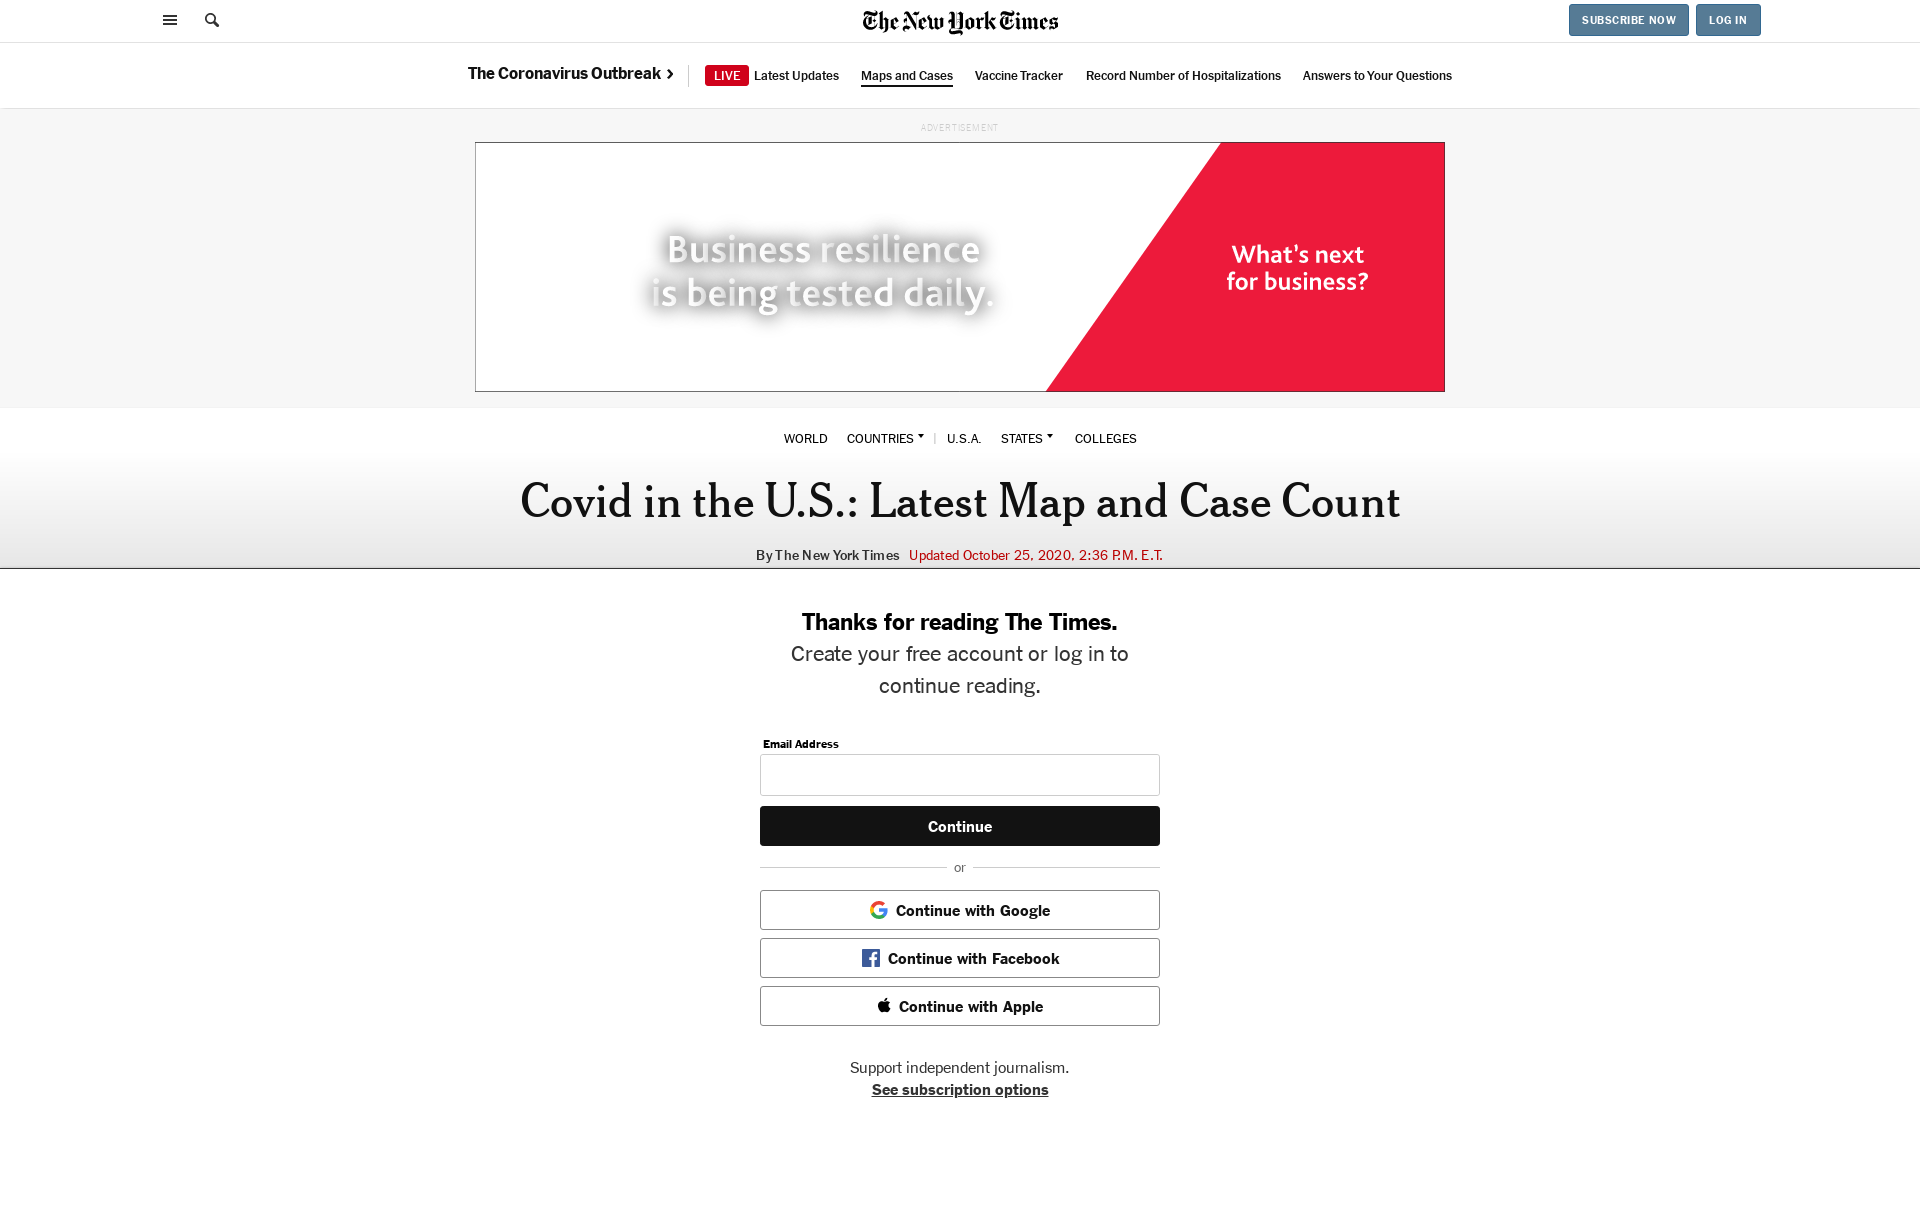 The New York Times
SUBSCRIBE NOW
LOG IN
The Coronavirus Outbreak
LIVE Latest Updates
Maps and Cases
Vaccine Tracker
Record Number of Hospitalizations
Answers to Your Questions
ADVERTISEMENT
Business resilience
is being tested daily.
What's next
for business?
WORLD
COUNTRIES
U.S.A.
STATES
COLLEGES
Covid in the U.S.: Latest Map and Case Count
By The New York Times Updated October 25, 2020, 2:36 P.M. E.T.
Thanks for reading The Times.
Create your free account or log in to
continue reading.
Email Address
Continue
or
Continue with Google
Continue with Facebook
Continue with Apple
Support independent journalism.
See subscription options